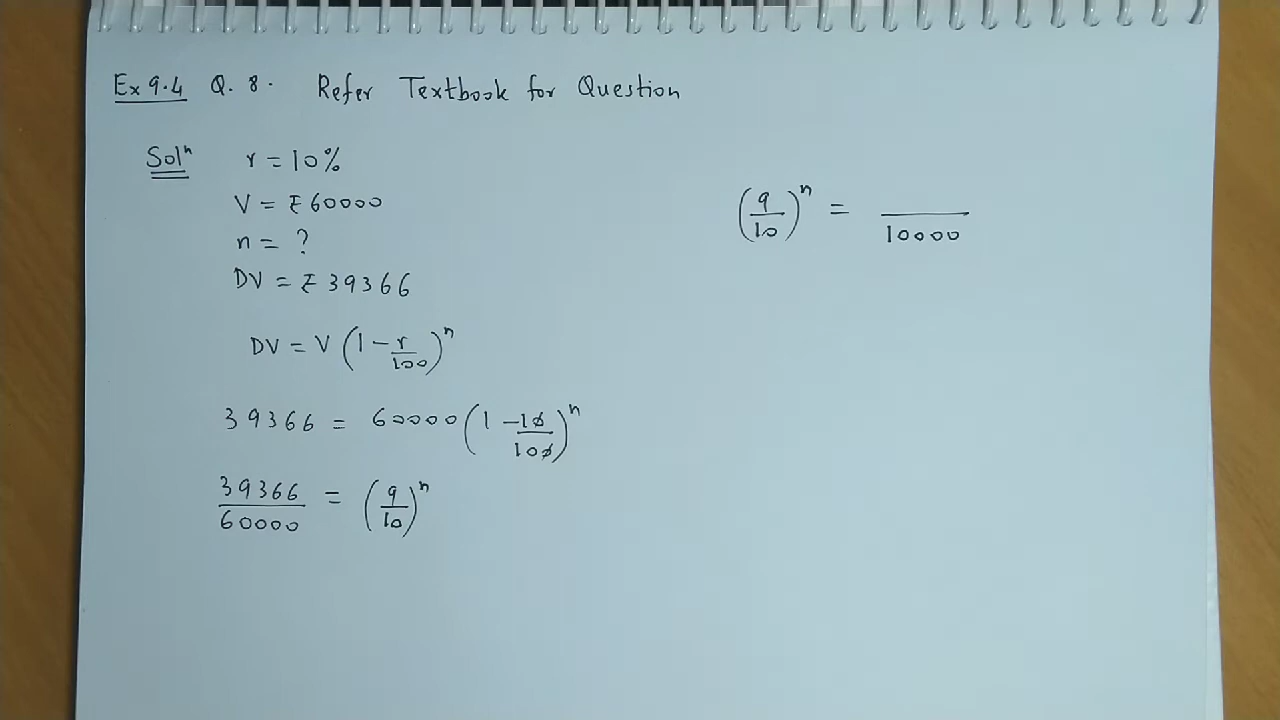 Ex 9.4 Q. 8. Refer Textbook for Question
Solⁿ r = 10%
V = ₹ 60000
n = ?
DV = ₹ 39366
DV = V (1 - r/100)ⁿ
39366 = 60000 (1 - 10/100)ⁿ
39366/60000 = (9/10)ⁿ
(9/10)ⁿ = /10000